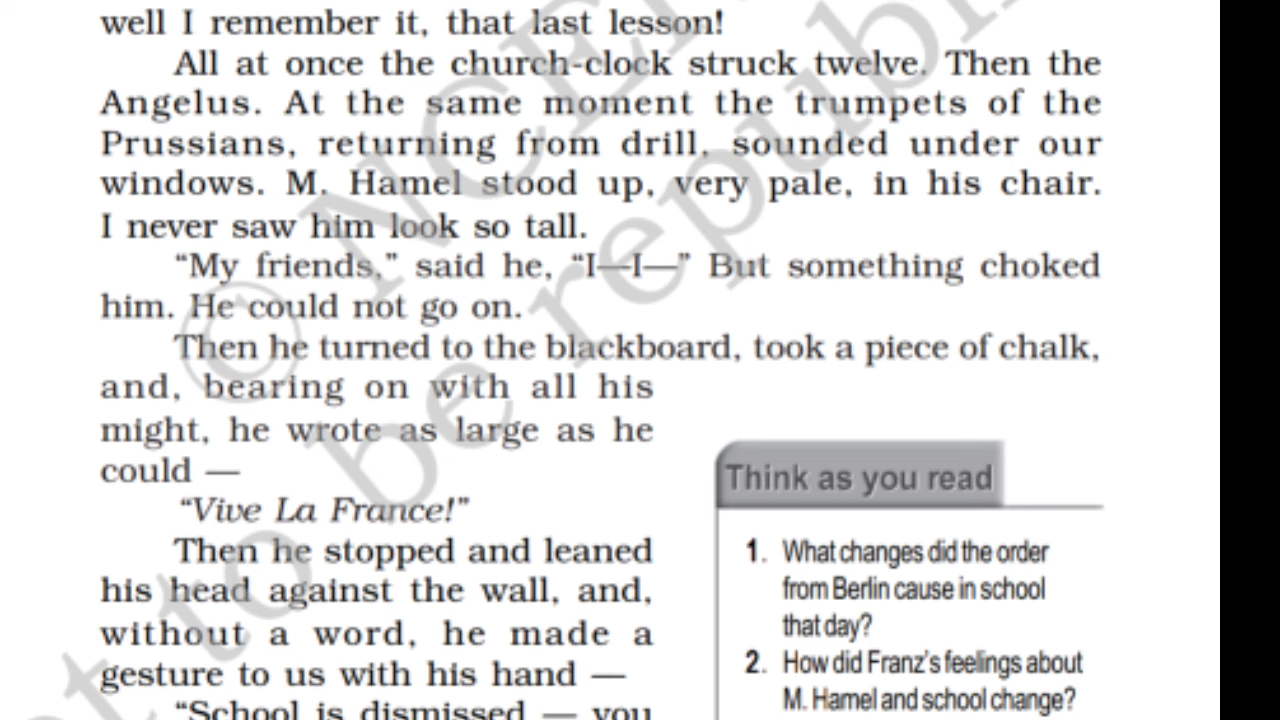 well I remember it, that last lesson!
All at once the church-clock struck twelve. Then the
Angelus. At the same moment the trumpets of the
Prussians, returning from drill, sounded under our
windows. M. Hamel stood up, very pale, in his chair.
I never saw him look so tall.
“My friends,” said he, “I—I—” But something choked
him. He could not go on.
Then he turned to the blackboard, took a piece of chalk,
and, bearing on with all his
might, he wrote as large as he
could —
“Vive La France!”
Then he stopped and leaned
his head against the wall, and,
without a word, he made a
gesture to us with his hand —
“School is dismissed — you
Think as you read
1. What changes did the order
from Berlin cause in school
that day?
2. How did Franz’s feelings about
M. Hamel and school change?
© NCE
to be republ